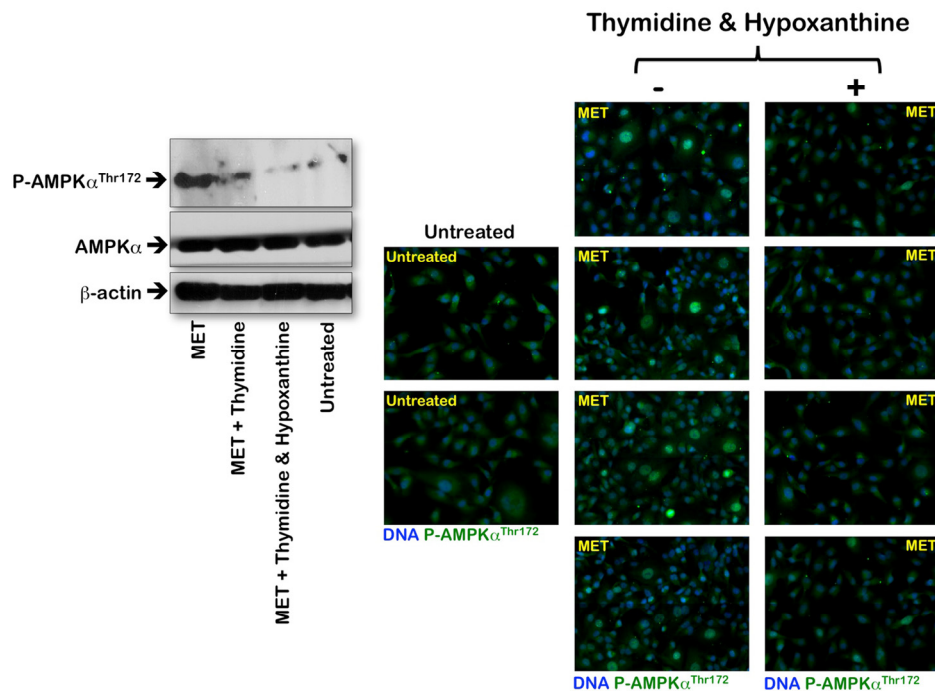 Thymidine & Hypoxanthine
- +
P-AMPKα^Thr172
AMPKα
β-actin
MET
MET + Thymidine
MET + Thymidine & Hypoxanthine
Untreated
Untreated
Untreated
Untreated
DNA P-AMPKα^Thr172
MET
MET
MET
MET
DNA P-AMPKα^Thr172
MET
MET
MET
MET
DNA P-AMPKα^Thr172